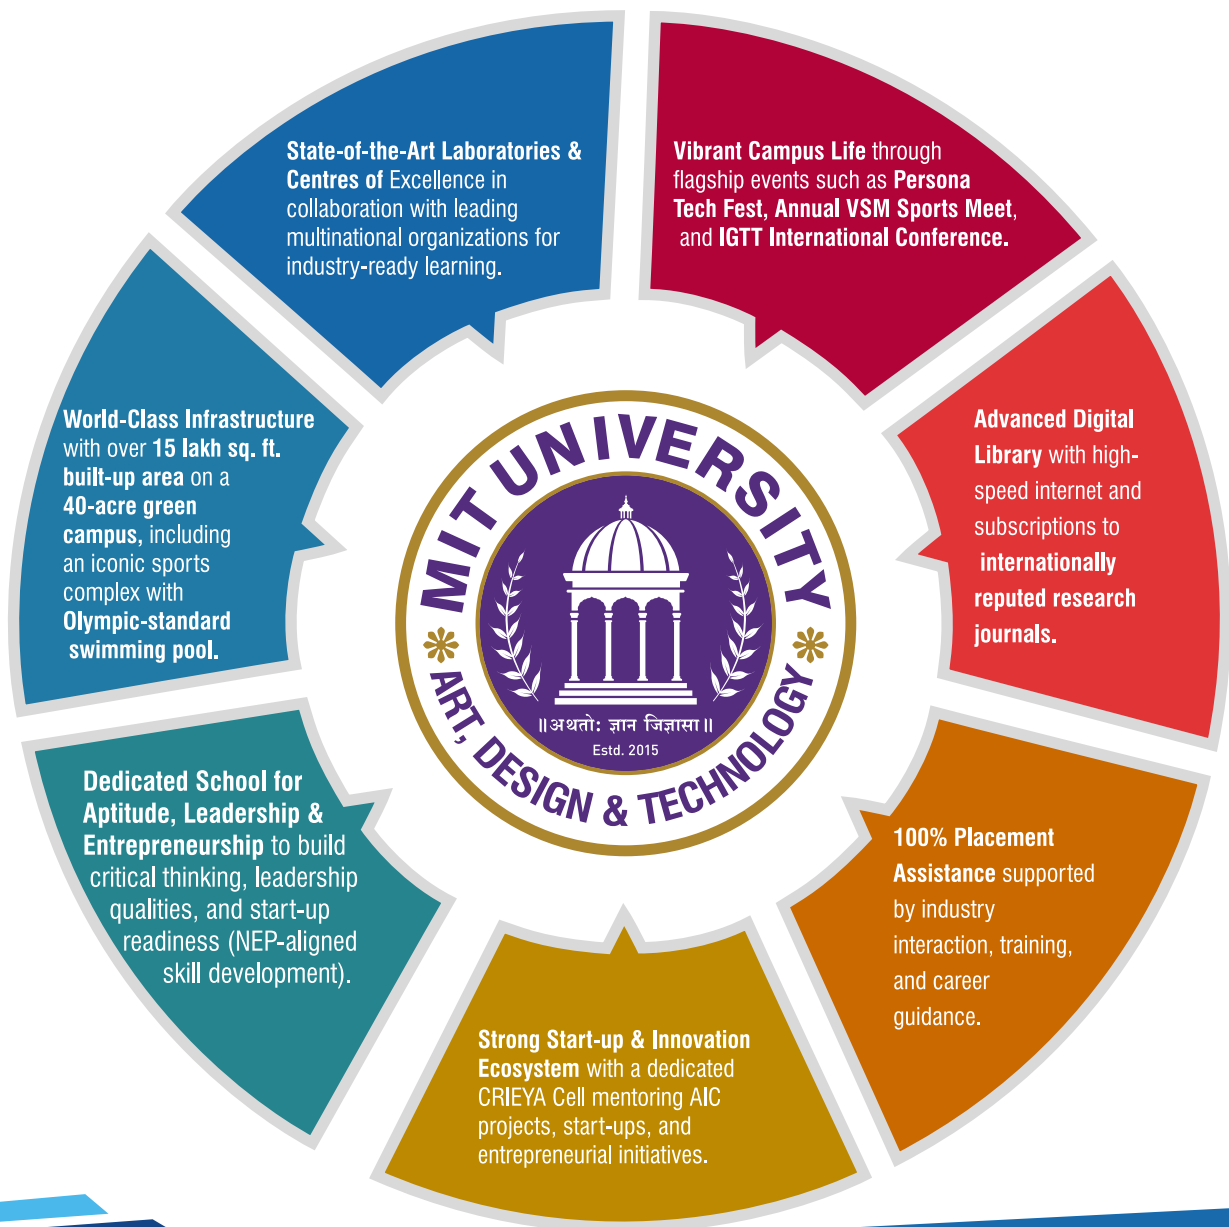 State-of-the-Art Laboratories &
Centres of Excellence in
collaboration with leading
multinational organizations for
industry-ready learning.
Vibrant Campus Life through
flagship events such as Persona
Tech Fest, Annual VSM Sports Meet,
and IGTT International Conference.
World-Class Infrastructure
with over 15 lakh sq. ft.
built-up area on a
40-acre green
campus, including
an iconic sports
complex with
Olympic-standard
swimming pool.
Advanced Digital
Library with high-
speed internet and
subscriptions to
internationally
reputed research
journals.
MIT UNIVERSITY
॥अथतो: ज्ञान जिज्ञासा॥
Estd. 2015
ART, DESIGN & TECHNOLOGY
Dedicated School for
Aptitude, Leadership &
Entrepreneurship to build
critical thinking, leadership
qualities, and start-up
readiness (NEP-aligned
skill development).
100% Placement
Assistance supported
by industry
interaction, training,
and career
guidance.
Strong Start-up & Innovation
Ecosystem with a dedicated
CRIEYA Cell mentoring AIC
projects, start-ups, and
entrepreneurial initiatives.